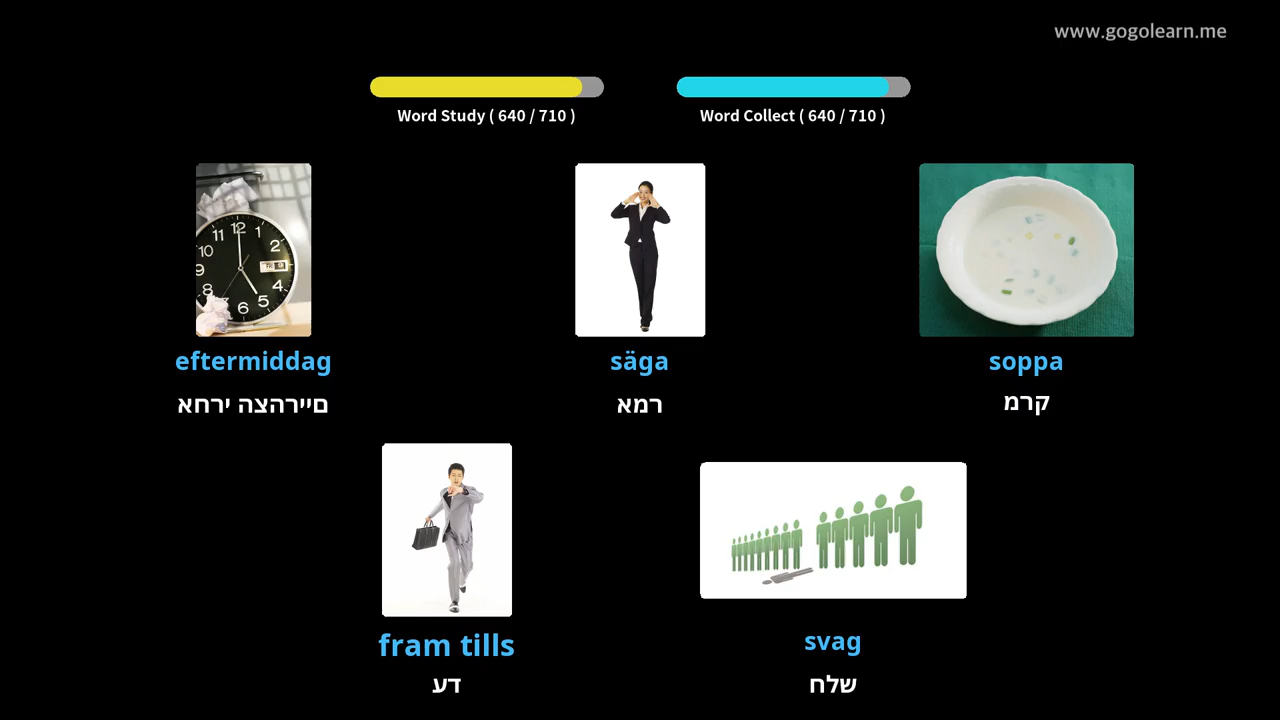 www.gogolearn.me
Word Study ( 640 / 710 )
Word Collect ( 640 / 710 )
eftermiddag
םיירהצה ירחא
säga
רמא
soppa
קרמ
fram tills
דע
svag
שלח